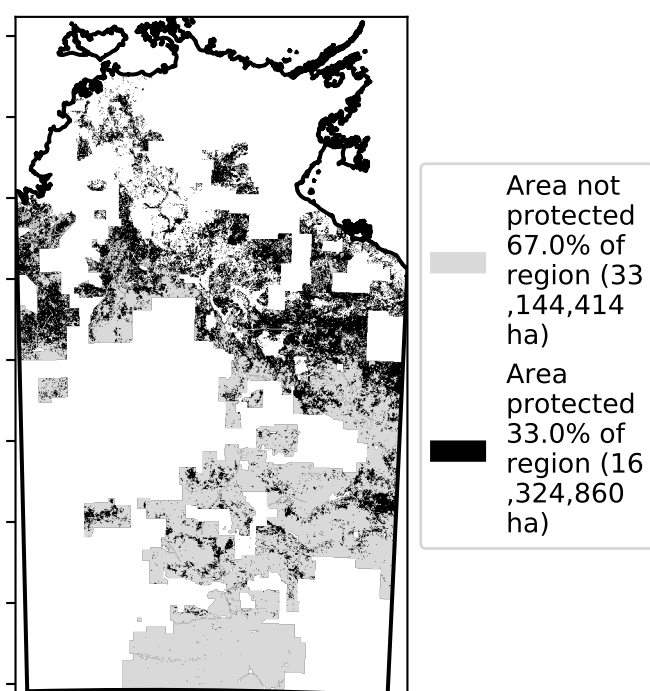 Area not
protected
67.0% of
region (33
,144,414
ha)
Area
protected
33.0% of
region (16
,324,860
ha)